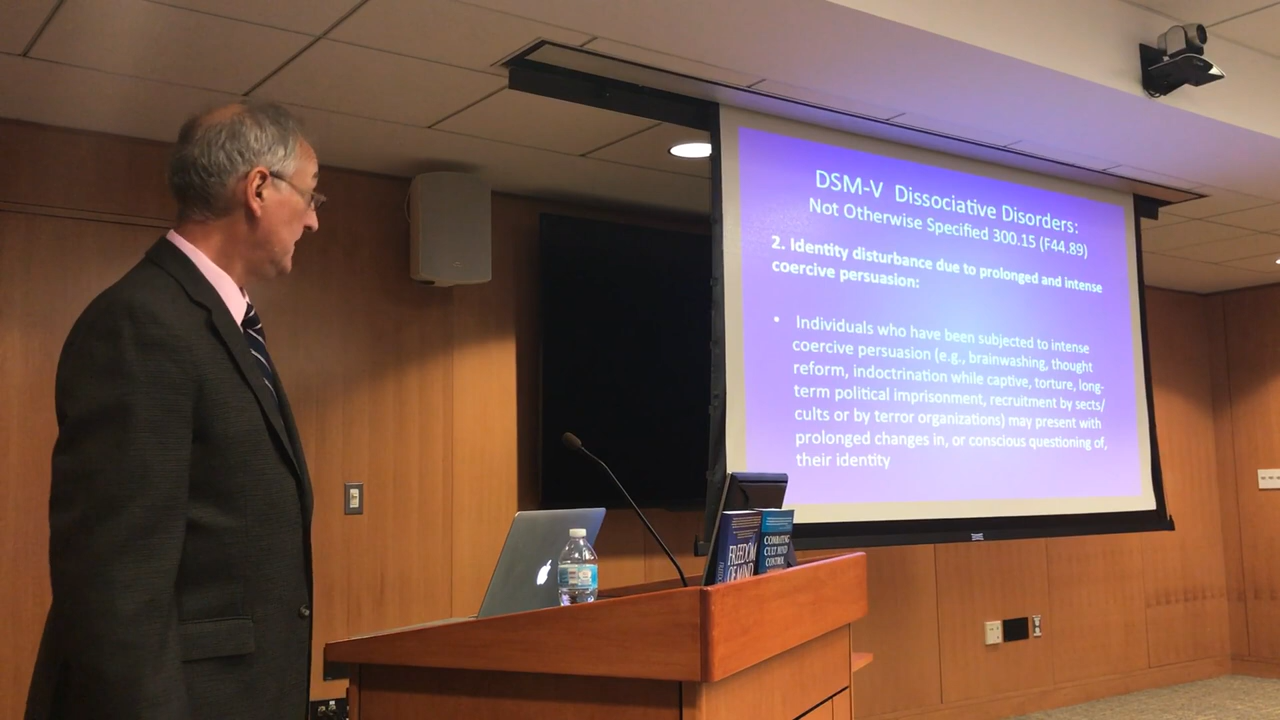 DSM-V Dissociative Disorders:
Not Otherwise Specified 300.15 (F44.89)
2. Identity disturbance due to prolonged and intense
coercive persuasion:
• Individuals who have been subjected to intense
coercive persuasion (e.g., brainwashing, thought
reform, indoctrination while captive, torture, long-
term political imprisonment, recruitment by sects/
cults or by terror organizations) may present with
prolonged changes in, or conscious questioning of,
their identity
FREEDOM
OF MIND
COMBATING
CULT MIND
CONTROL